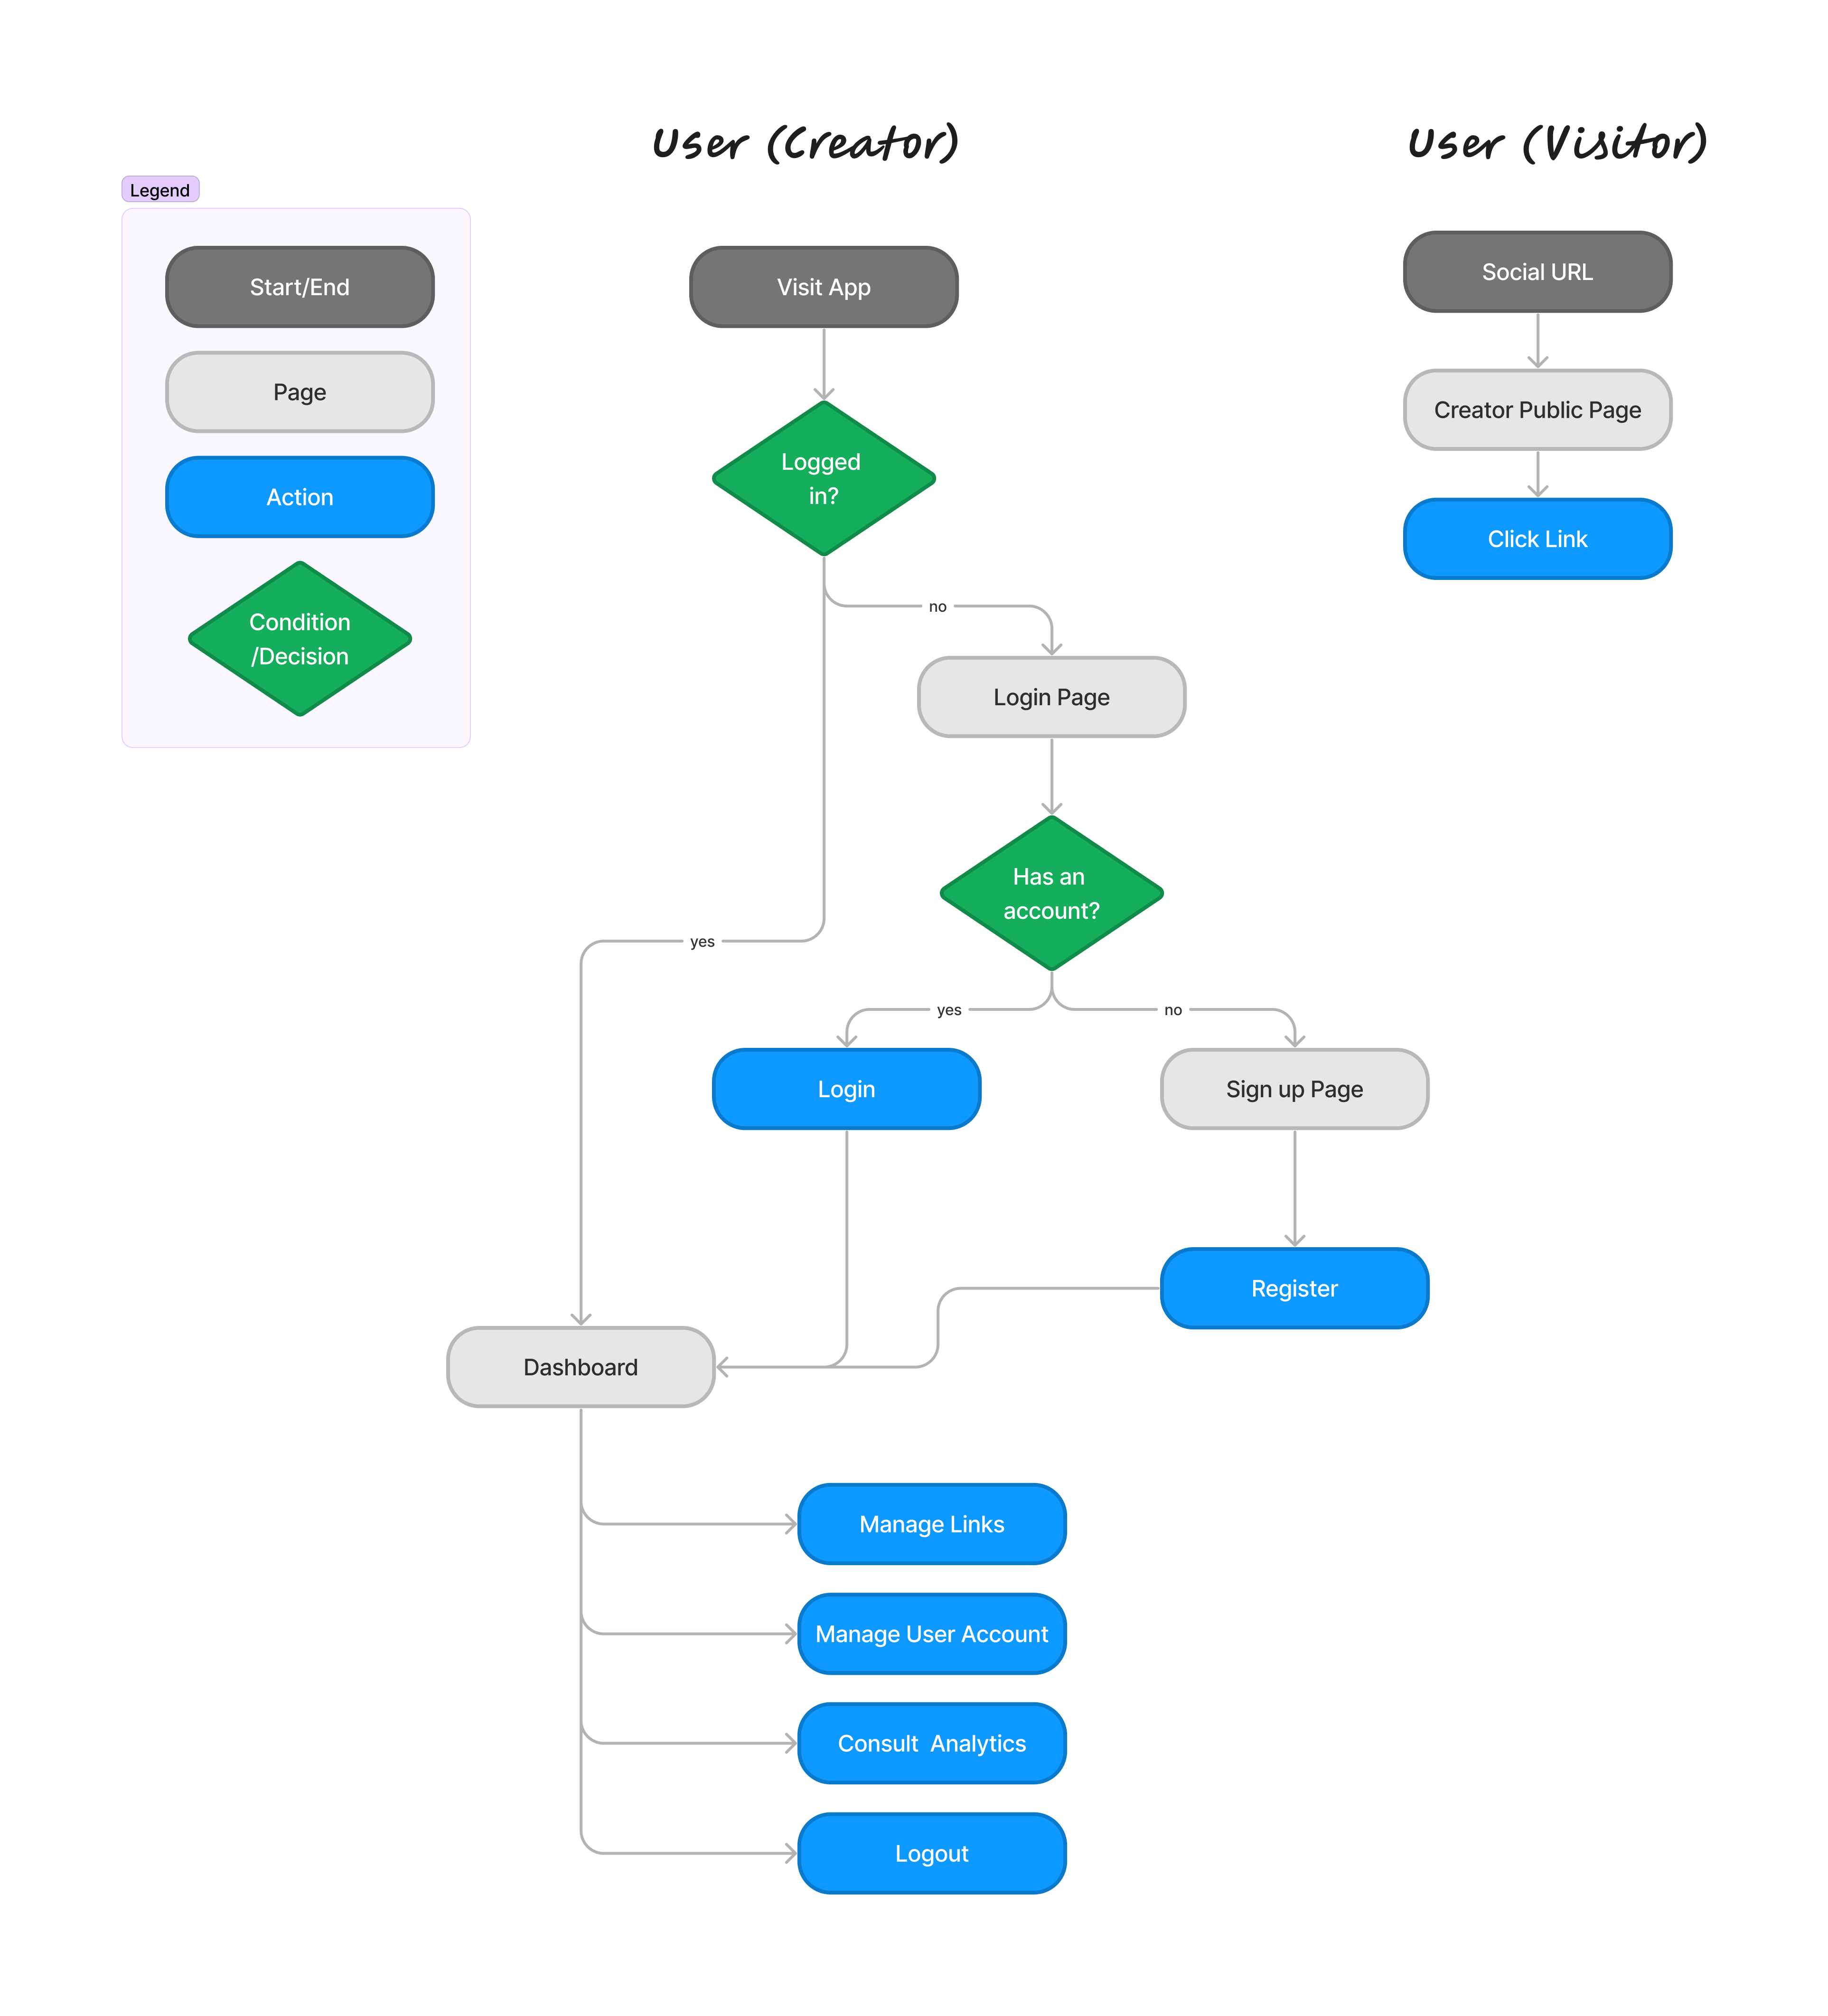 User (Creator)
User (Visitor)
Legend
Start/End
Page
Action
Condition
/Decision
Visit App
Logged
in?
no
Login Page
Has an
account?
yes
yes
no
Login
Sign up Page
Register
Dashboard
Manage Links
Manage User Account
Consult  Analytics
Logout
Social URL
Creator Public Page
Click Link